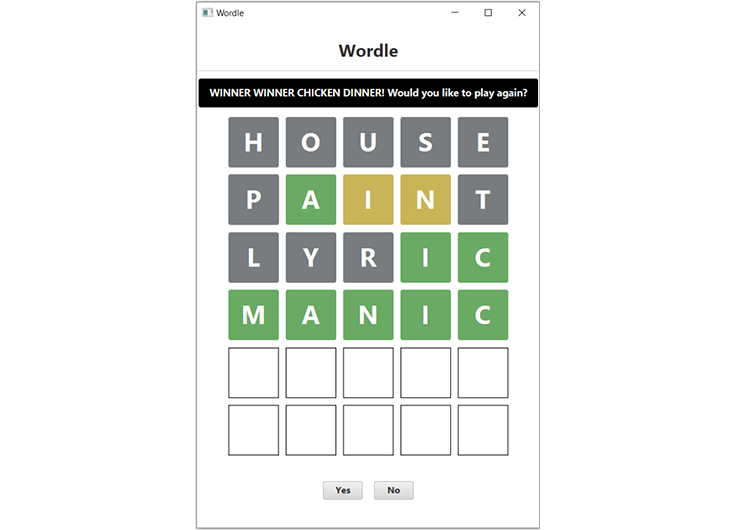 Wordle
Wordle
WINNER WINNER CHICKEN DINNER! Would you like to play again?
H O U S E
P A I N T
L Y R I C
M A N I C
Yes No